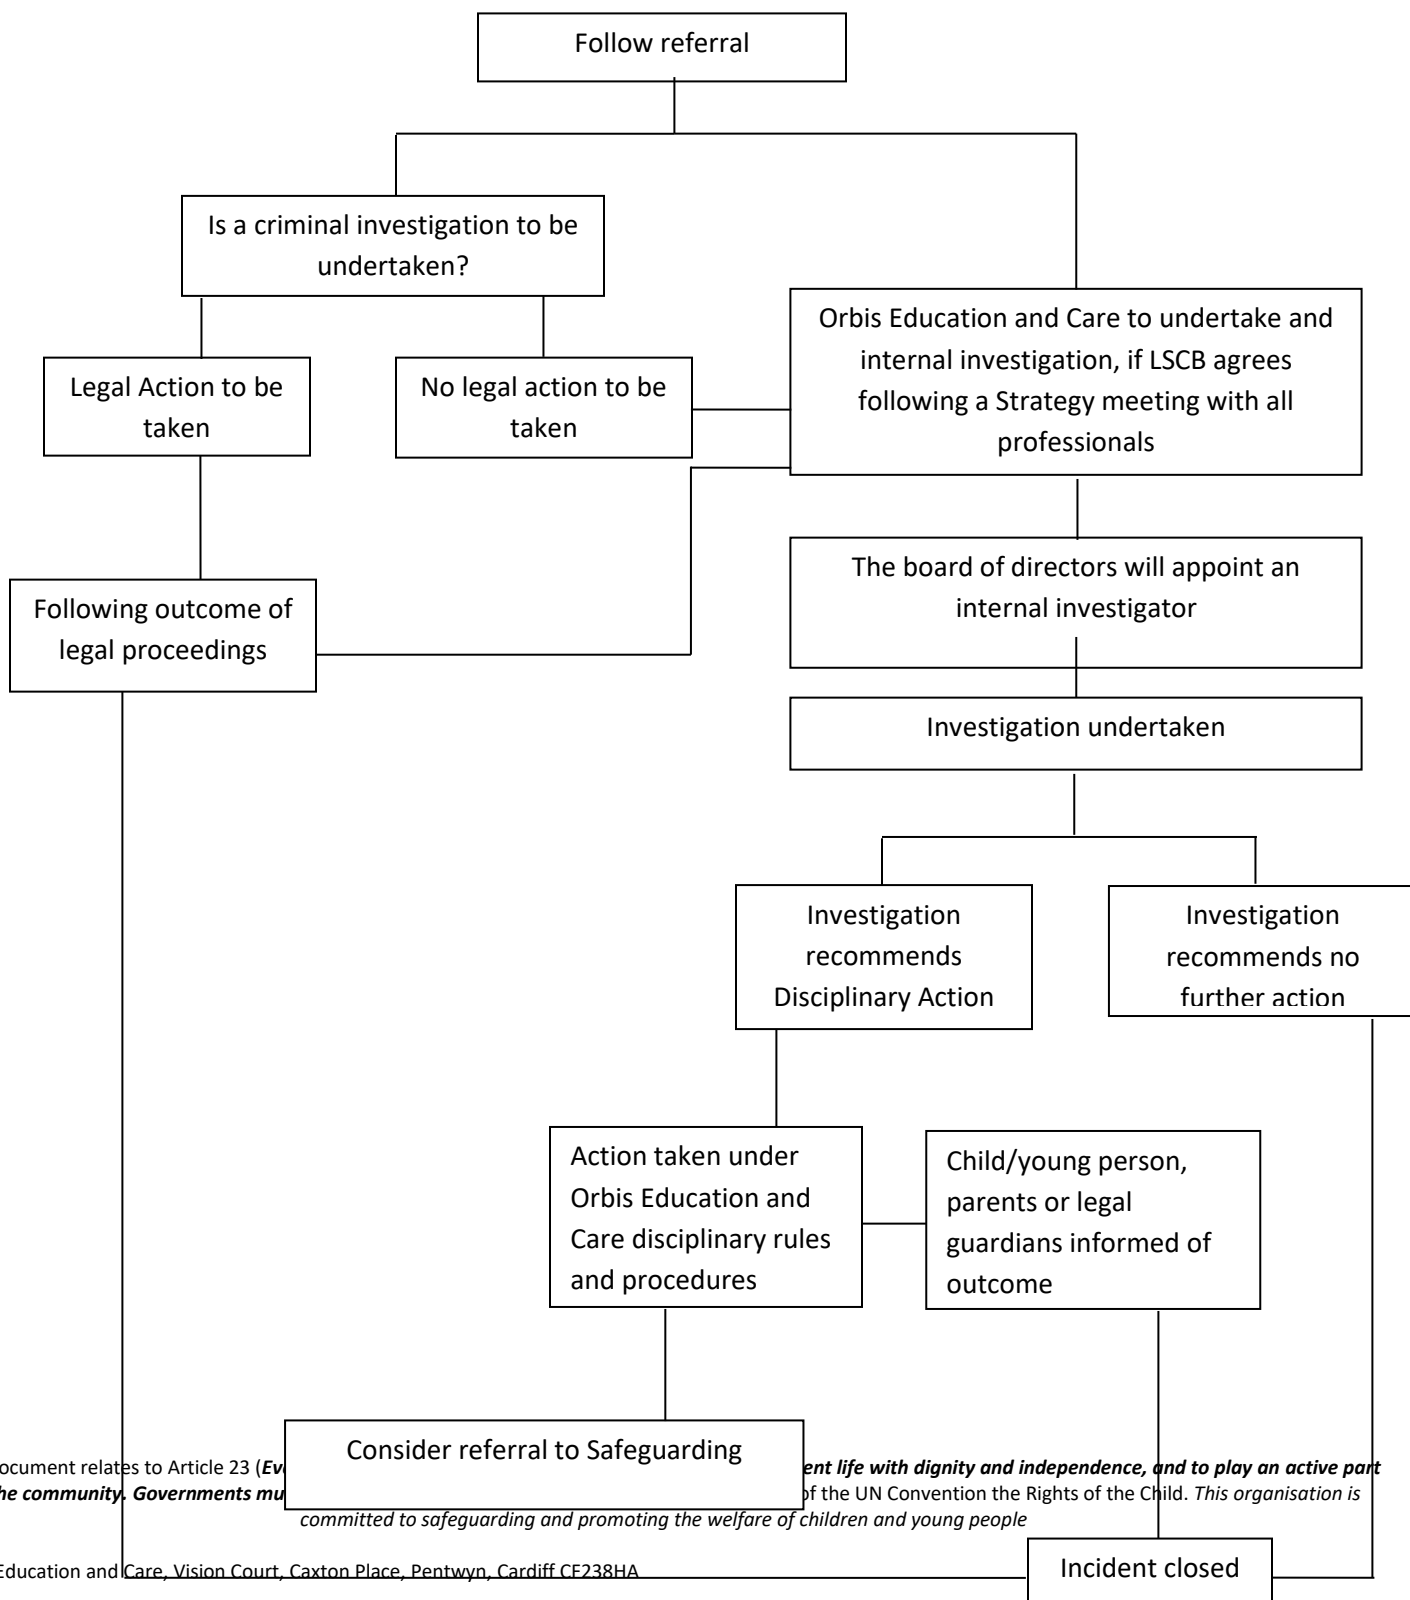 Follow referral
Is a criminal investigation to be
undertaken?
Orbis Education and Care to undertake and
internal investigation, if LSCB agrees
following a Strategy meeting with all
professionals
Legal Action to be
taken
No legal action to be
taken
The board of directors will appoint an
internal investigator
Following outcome of
legal proceedings
Investigation undertaken
Investigation
recommends
Disciplinary Action
Investigation
recommends no
further action
Action taken under
Orbis Education and
Care disciplinary rules
and procedures
Child/young person,
parents or legal
guardians informed of
outcome
Consider referral to Safeguarding
relates to Article 23 ( life with dignity and independence, and to play an active part
community. Governments of the UN Convention the Rights of the Child. This organisation is
committed to safeguarding and promoting the welfare of children and young people
Education and Care, Vision Court, Caxton Place, Pentwyn, Cardiff CF238HA
Incident closed